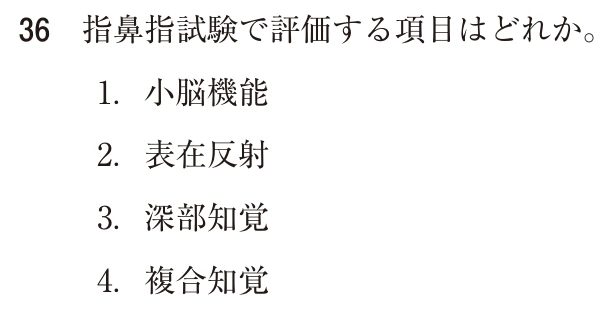 36 指鼻指試験で評価する項目はどれか。
1. 小脳機能
2. 表在反射
3. 深部知覚
4. 複合知覚